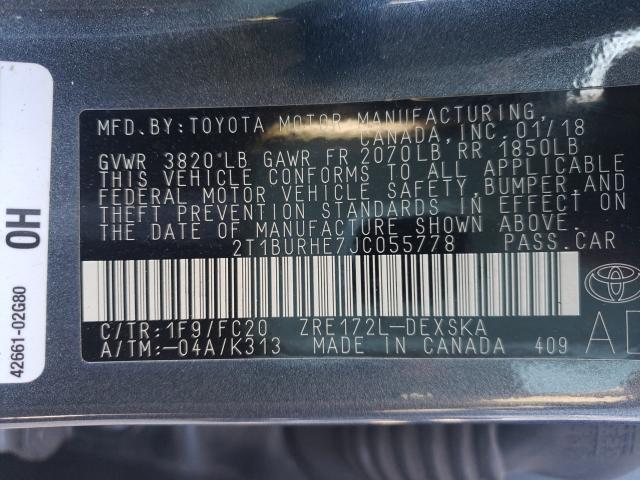 MFD.BY:TOYOTA MOTOR MANUFACTURING,
CANADA, INC. 01/18
GVWR 3820 LB GAWR FR 2070LB RR 1850LB
THIS VEHICLE CONFORMS TO ALL APPLICABLE
FEDERAL MOTOR VEHICLE SAFETY, BUMPER, AND
THEFT PREVENTION STANDARDS IN EFFECT ON
THE DATE OF MANUFACTURE SHOWN ABOVE.
2T1BURHE7JC055778 PASS.CAR
C/TR:1F9/FC20 ZRE172L-DEXSKA
A/TM:-04A/K313 MADE IN CANADA 409
OH
42661-02G80